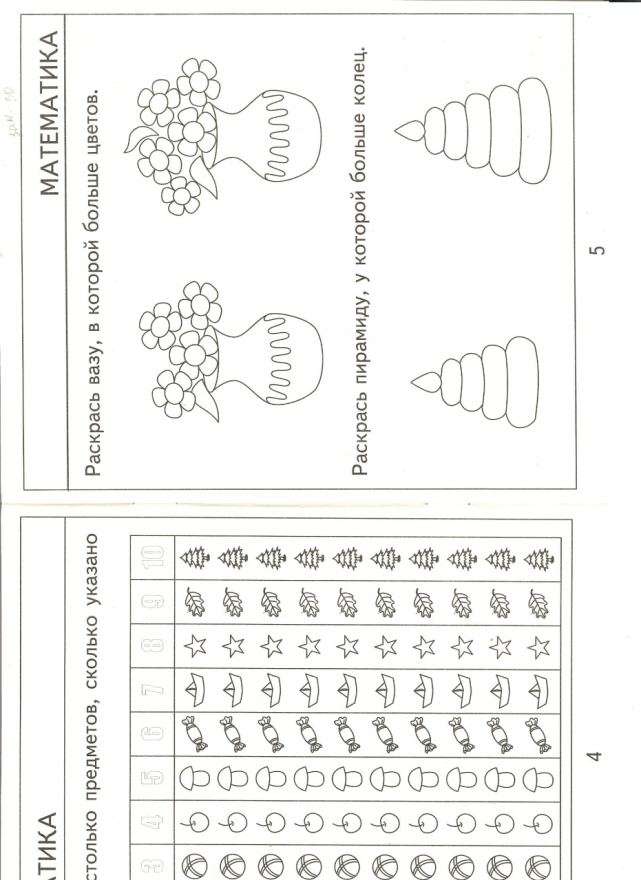 ТИКА
столько предметов, сколько указано
3 4 5 6 7 8 9 10
4
МАТЕМАТИКА
Раскрась вазу, в которой больше цветов.
Раскрась пирамиду, у которой больше колец.
5